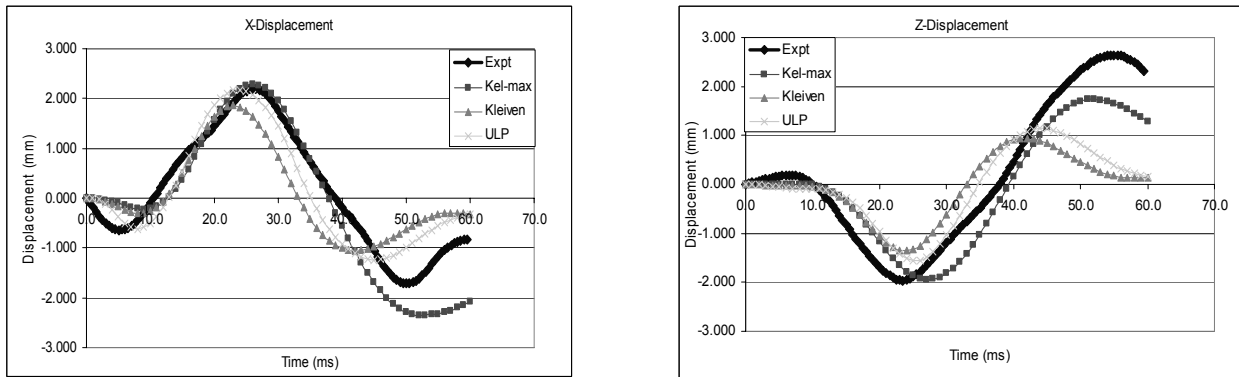 X-Displacement
3.000
2.000
1.000
0.000
-1.000
-2.000
-3.000
0.0 10.0 20.0 30.0 40.0 50.0 60.0 70.0
Displacement (mm)
Time (ms)
Expt
Kel-max
Kleiven
ULP
Z-Displacement
3.000
2.000
1.000
0.000
-1.000
-2.000
-3.000
0.0 10.0 20.0 30.0 40.0 50.0 60.0 70.0
Displacement (mm)
Time (ms)
Expt
Kel-max
Kleiven
ULP